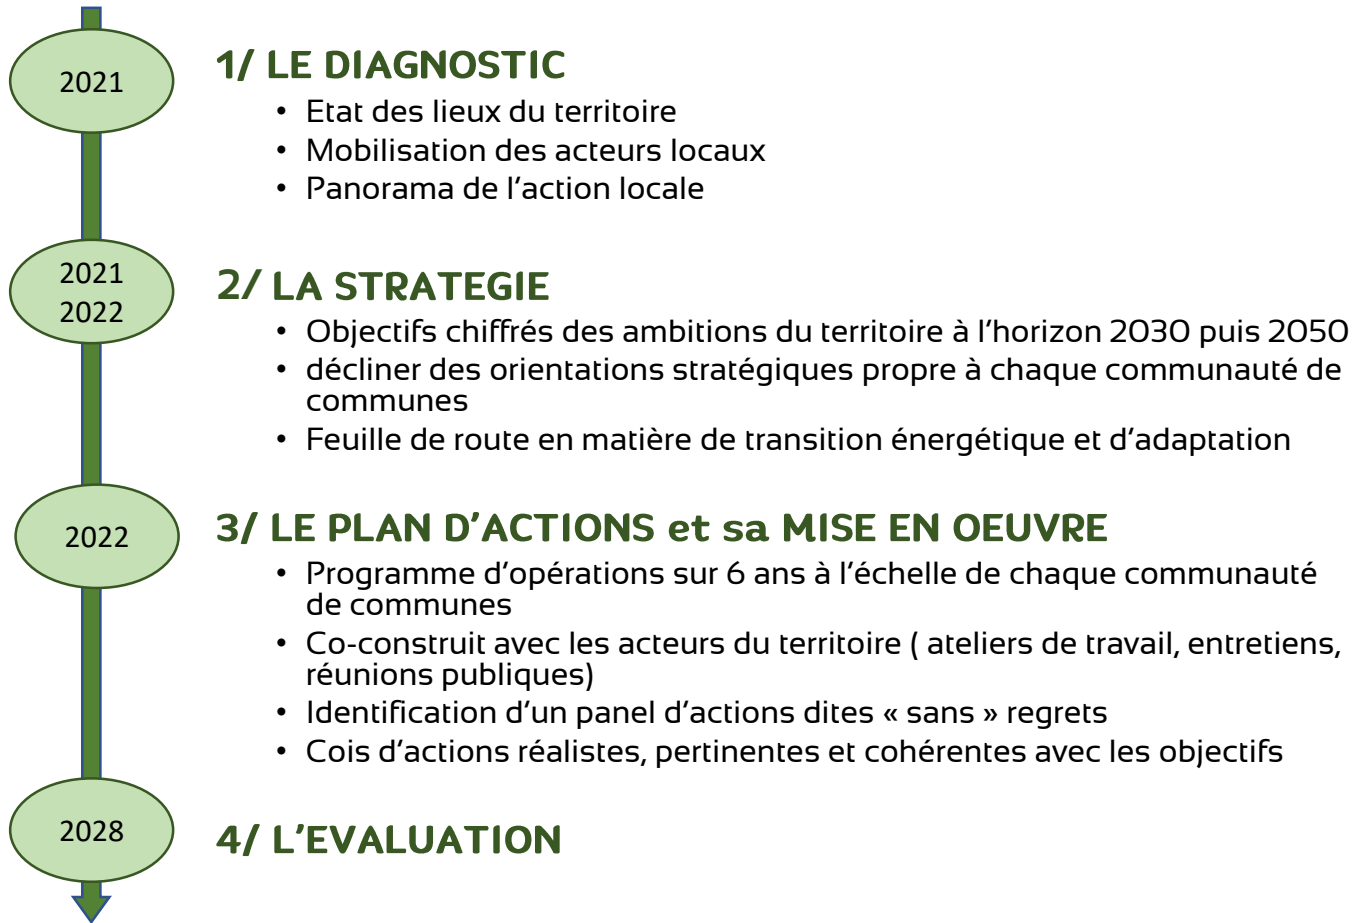 2021
1/ LE DIAGNOSTIC
• Etat des lieux du territoire
• Mobilisation des acteurs locaux
• Panorama de l’action locale
2021
2022
2/ LA STRATEGIE
• Objectifs chiffrés des ambitions du territoire à l’horizon 2030 puis 2050
• décliner des orientations stratégiques propre à chaque communauté de
communes
• Feuille de route en matière de transition énergétique et d’adaptation
2022
3/ LE PLAN D’ACTIONS et sa MISE EN OEUVRE
• Programme d’opérations sur 6 ans à l’échelle de chaque communauté
de communes
• Co-construit avec les acteurs du territoire ( ateliers de travail, entretiens,
réunions publiques)
• Identification d’un panel d’actions dites « sans » regrets
• Cois d’actions réalistes, pertinentes et cohérentes avec les objectifs
2028
4/ L’EVALUATION